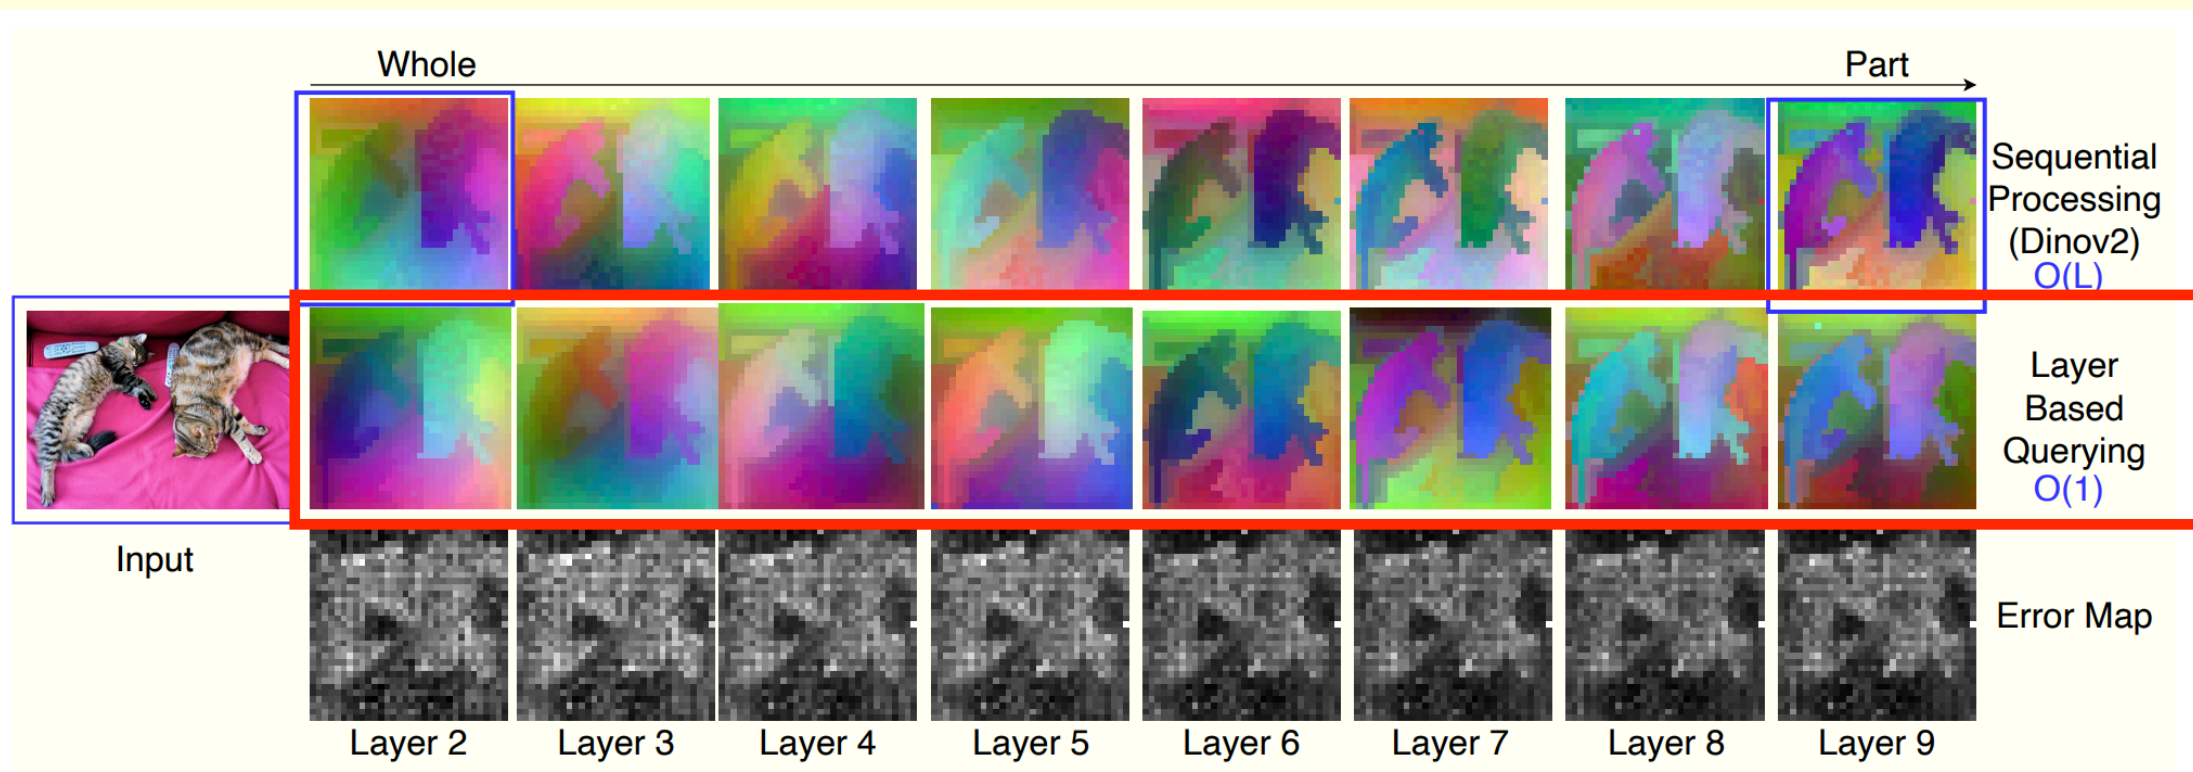 Whole
Part
Sequential
Processing
(Dinov2)
O(L)
Layer
Based
Querying
O(1)
Input
Error Map
Layer 2
Layer 3
Layer 4
Layer 5
Layer 6
Layer 7
Layer 8
Layer 9